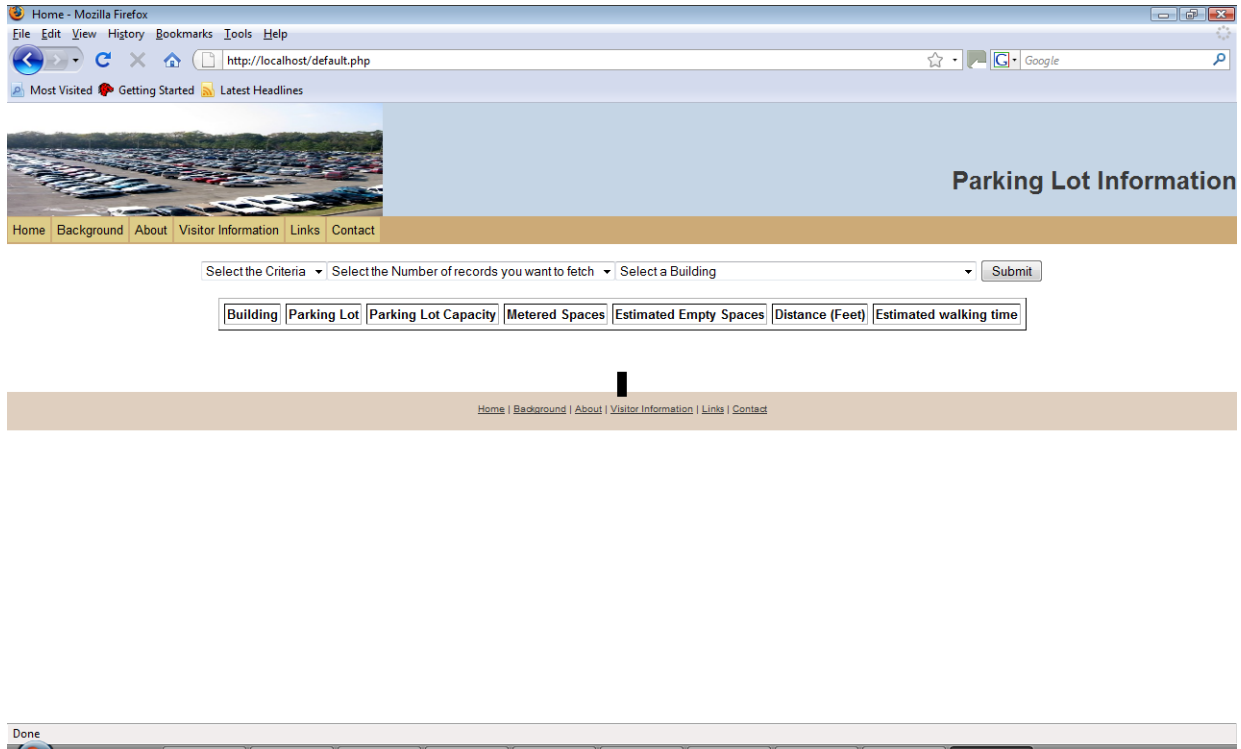 Home - Mozilla Firefox
File Edit View History Bookmarks Tools Help
http://localhost/default.php
Google
Most Visited Getting Started Latest Headlines
Parking Lot Information
Home Background About Visitor Information Links Contact
Select the Criteria Select the Number of records you want to fetch Select a Building Submit
Building Parking Lot Parking Lot Capacity Metered Spaces Estimated Empty Spaces Distance (Feet) Estimated walking time
Home | Background | About | Visitor Information | Links | Contact
Done